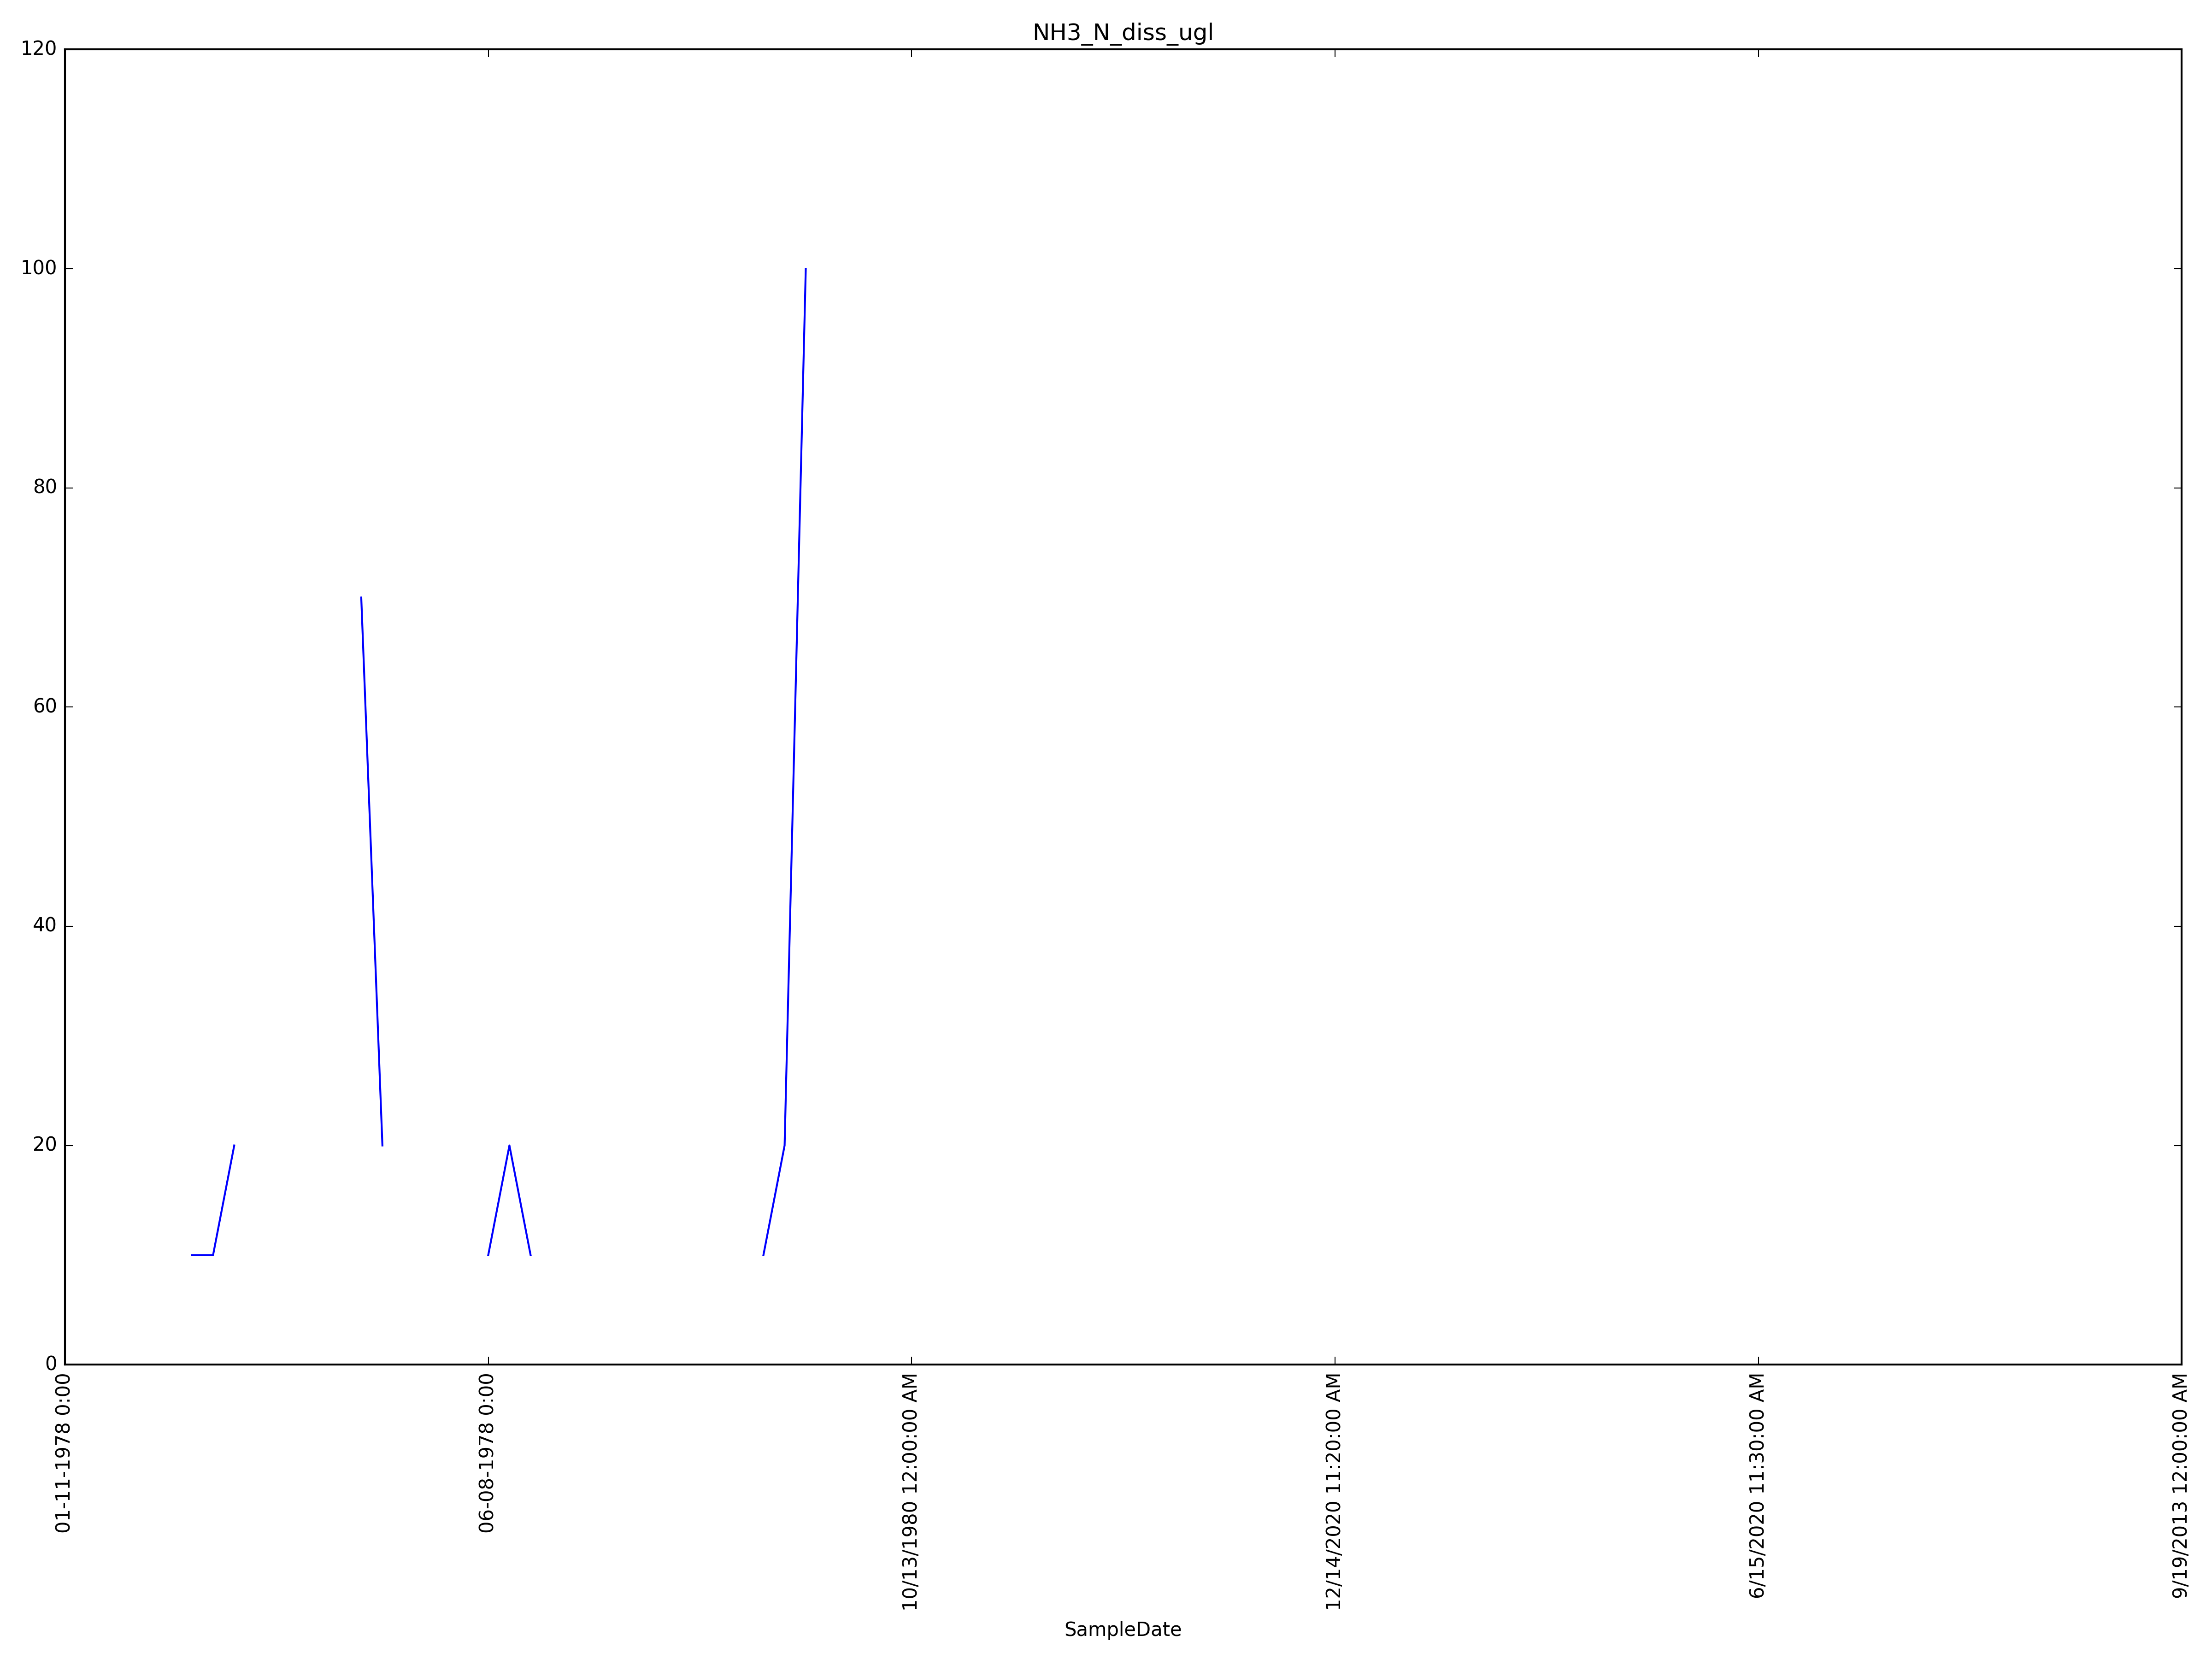 NH3_N_diss_ugl
120
100
80
60
40
20
0
01-11-1978 0:00
06-08-1978 0:00
10/13/1980 12:00:00 AM
12/14/2020 11:20:00 AM
6/15/2020 11:30:00 AM
9/19/2013 12:00:00 AM
SampleDate